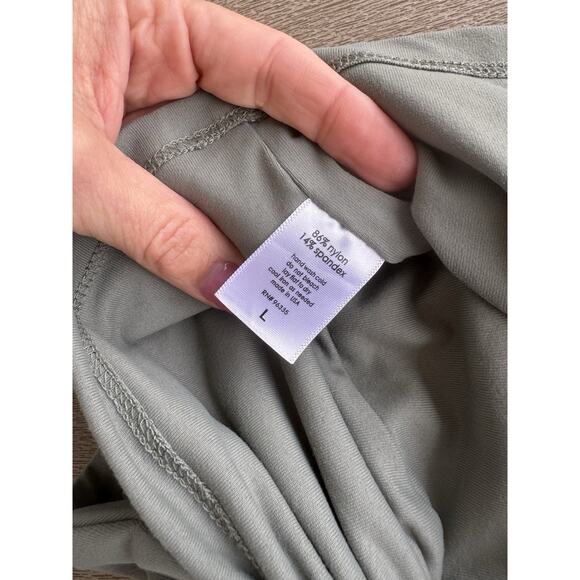 86% nylon
14% spandex
hand wash cold
do not bleach
lay flat to dry
cool iron as needed
made in USA
RN# 96335
L